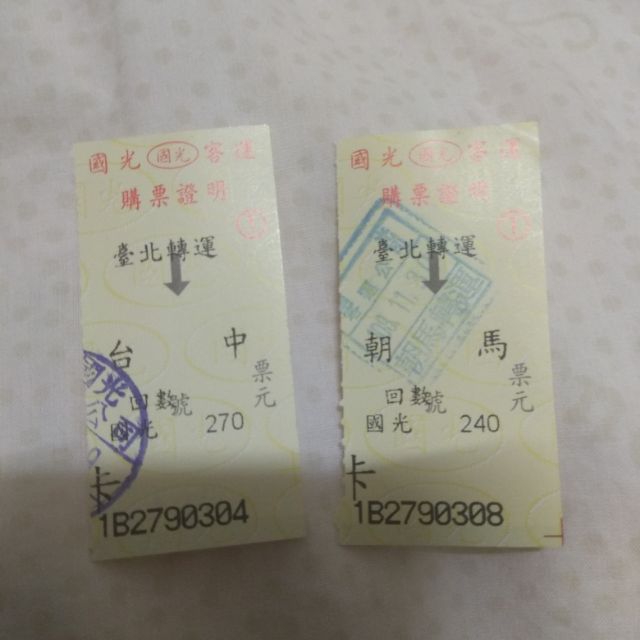 國光 國光 客運
購票證明
臺北轉運
台中
票元
回數號
國光 270
卡
1B2790304
國光 國光 客運
購票證明
臺北轉運
朝馬
票元
回數號
國光 240
卡
1B2790308